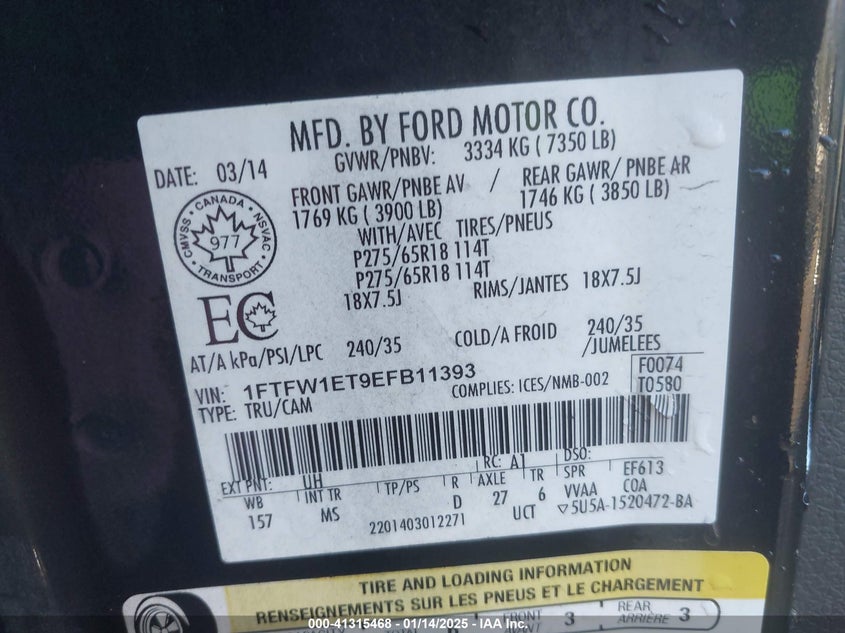 MFD. BY FORD MOTOR CO.
DATE: 03/14
GVWR/PNBV: 3334 KG ( 7350 LB)
FRONT GAWR/PNBE AV / REAR GAWR/ PNBE AR
1769 KG ( 3900 LB) 1746 KG ( 3850 LB)
WITH/AVEC TIRES/PNEUS
P275/65R18 114T
P275/65R18 114T
18X7.5J RIMS/JANTES 18X7.5J
CMVSS · CANADA · NSVAC
977
TRANSPORT
EC
AT/A kPa/PSI/LPC 240/35 COLD/A FROID 240/35
/JUMELEES
VIN: 1FTFW1ET9EFB11393
COMPLIES: ICES/NMB-002
F0074
T0580
TYPE: TRU/CAM
EXT PNT: UH RC: A1 DSO:
WB INT TR TP/PS R AXLE TR SPR EF613
157 MS D 27 6 VVAA COA
2201403012271 UCT ▽5U5A-1520472-BA
TIRE AND LOADING INFORMATION
RENSEIGNEMENTS SUR LES PNEUS ET LE CHARGEMENT
FRONT 3 REAR 3
ARRIÈRE
000-41315468 - 01/14/2025 - IAA Inc.